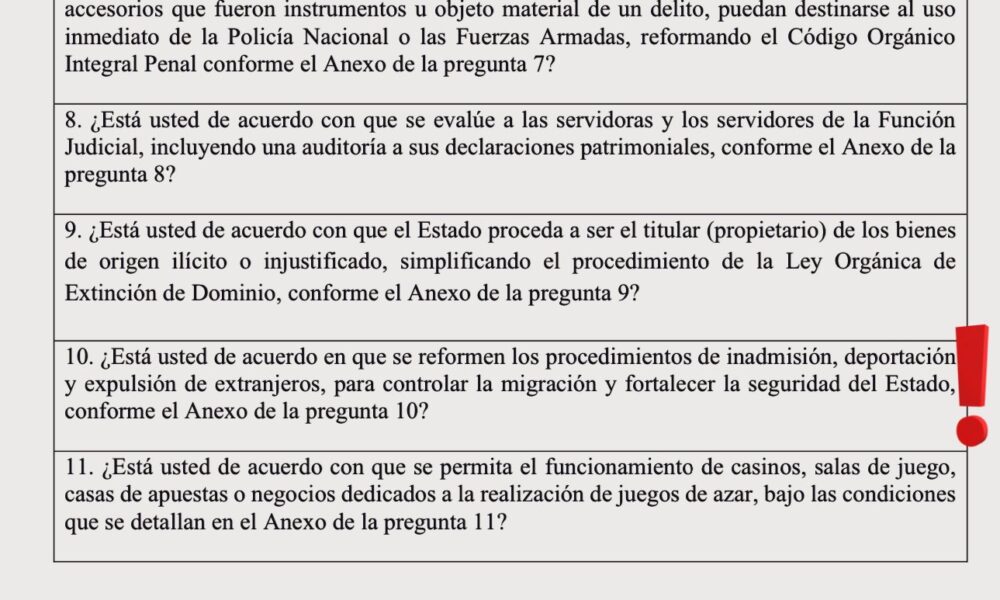 accesorios que fueron instrumentos u objeto material de un delito, puedan destinarse al uso
inmediato de la Policía Nacional o las Fuerzas Armadas, reformando el Código Orgánico
Integral Penal conforme el Anexo de la pregunta 7?
8. ¿Está usted de acuerdo con que se evalúe a las servidoras y los servidores de la Función
Judicial, incluyendo una auditoría a sus declaraciones patrimoniales, conforme el Anexo de la
pregunta 8?
9. ¿Está usted de acuerdo con que el Estado proceda a ser el titular (propietario) de los bienes
de origen ilícito o injustificado, simplificando el procedimiento de la Ley Orgánica de
Extinción de Dominio, conforme el Anexo de la pregunta 9?
10. ¿Está usted de acuerdo en que se reformen los procedimientos de inadmisión, deportación
y expulsión de extranjeros, para controlar la migración y fortalecer la seguridad del Estado,
conforme el Anexo de la pregunta 10?
11. ¿Está usted de acuerdo con que se permita el funcionamiento de casinos, salas de juego,
casas de apuestas o negocios dedicados a la realización de juegos de azar, bajo las condiciones
que se detallan en el Anexo de la pregunta 11?